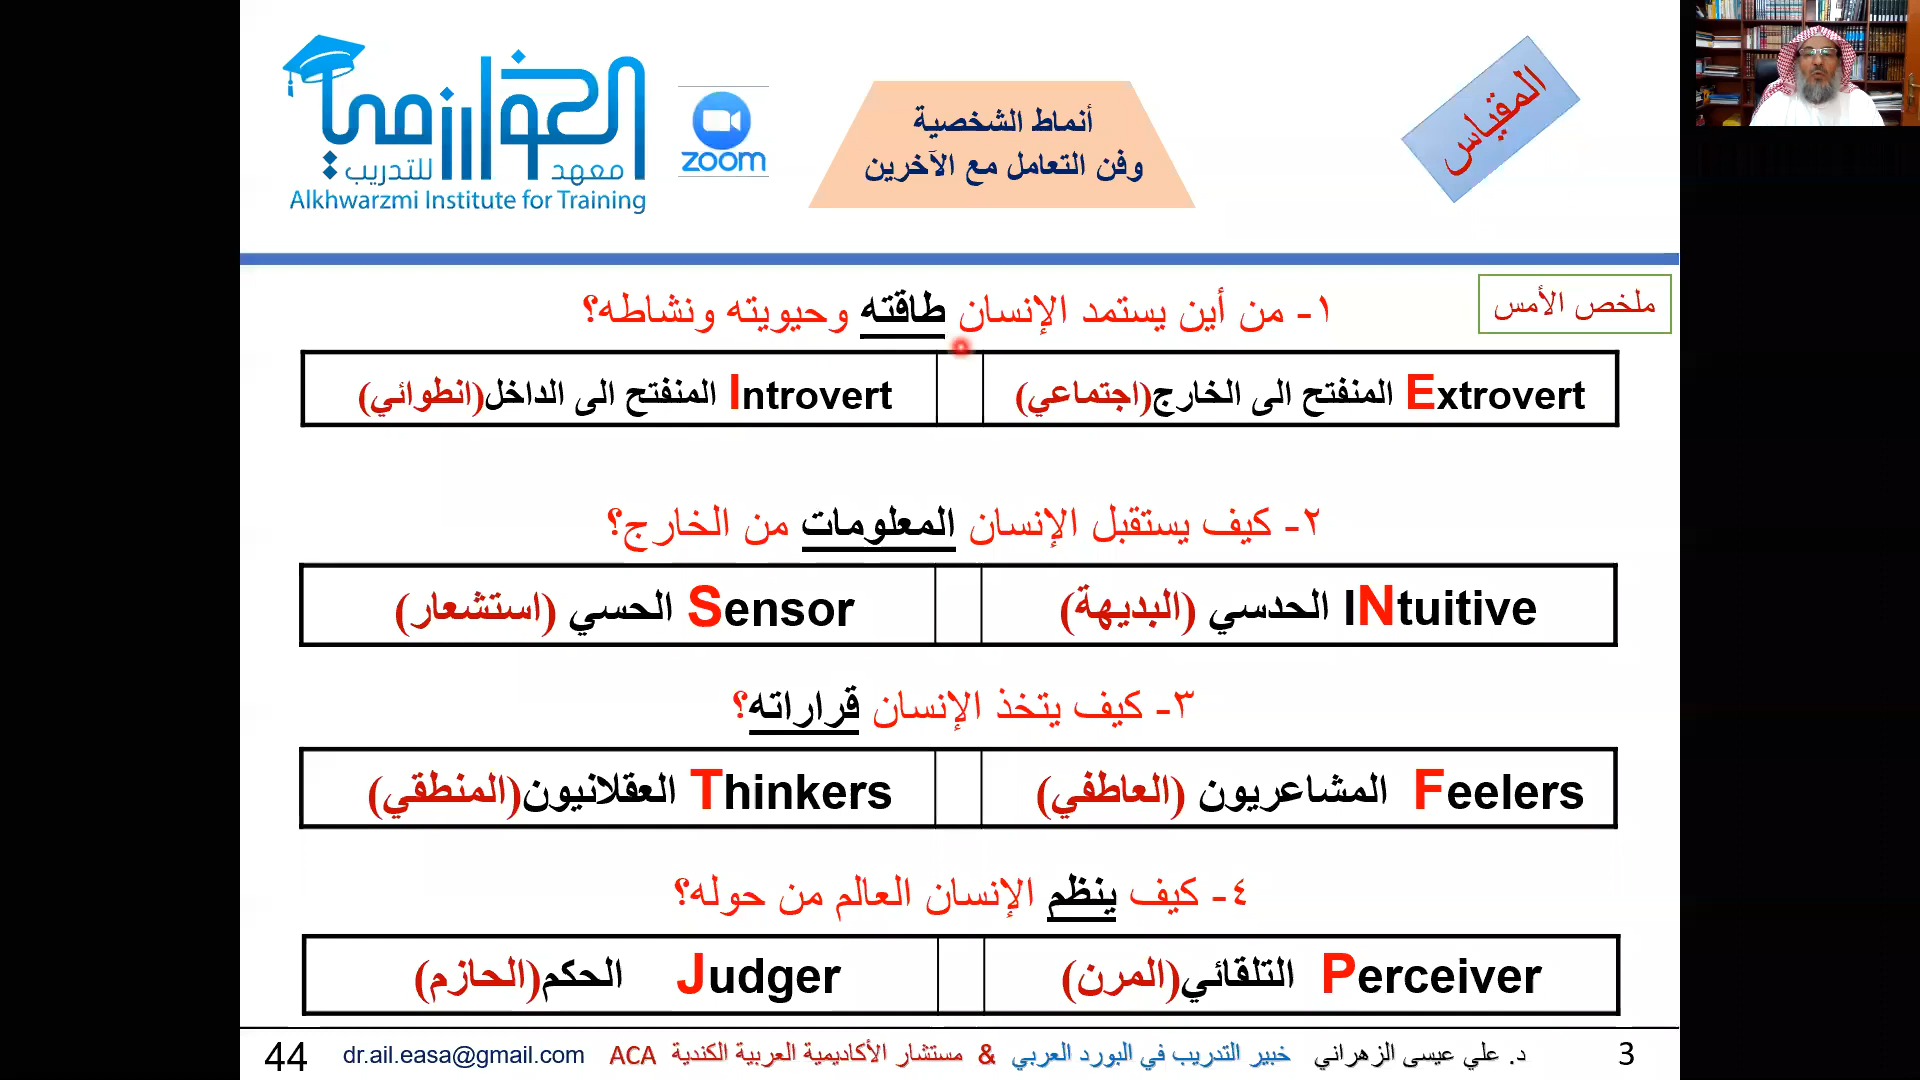 الخوارزمي
معهد للتدريب
Alkhwarzmi Institute for Training
zoom
أنماط الشخصية
وفن التعامل مع الآخرين
المقياس
ملخص الأمس
١- من أين يستمد الإنسان طاقته وحيويته ونشاطه؟
Extrovert المنفتح الى الخارج(اجتماعي)
Introvert المنفتح الى الداخل(انطوائي)
٢- كيف يستقبل الإنسان المعلومات من الخارج؟
INtuitive الحدسي (البديهة)
Sensor الحسي (استشعار)
٣- كيف يتخذ الإنسان قراراته؟
Feelers المشاعريون (العاطفي)
Thinkers العقلانيون(المنطقي)
٤- كيف ينظم الإنسان العالم من حوله؟
Perceiver التلقائي(المرن)
Judger الحكم(الحازم)
3
د. علي عيسى الزهراني خبير التدريب في البورد العربي & مستشار الأكاديمية العربية الكندية ACA
dr.ail.easa@gmail.com
44